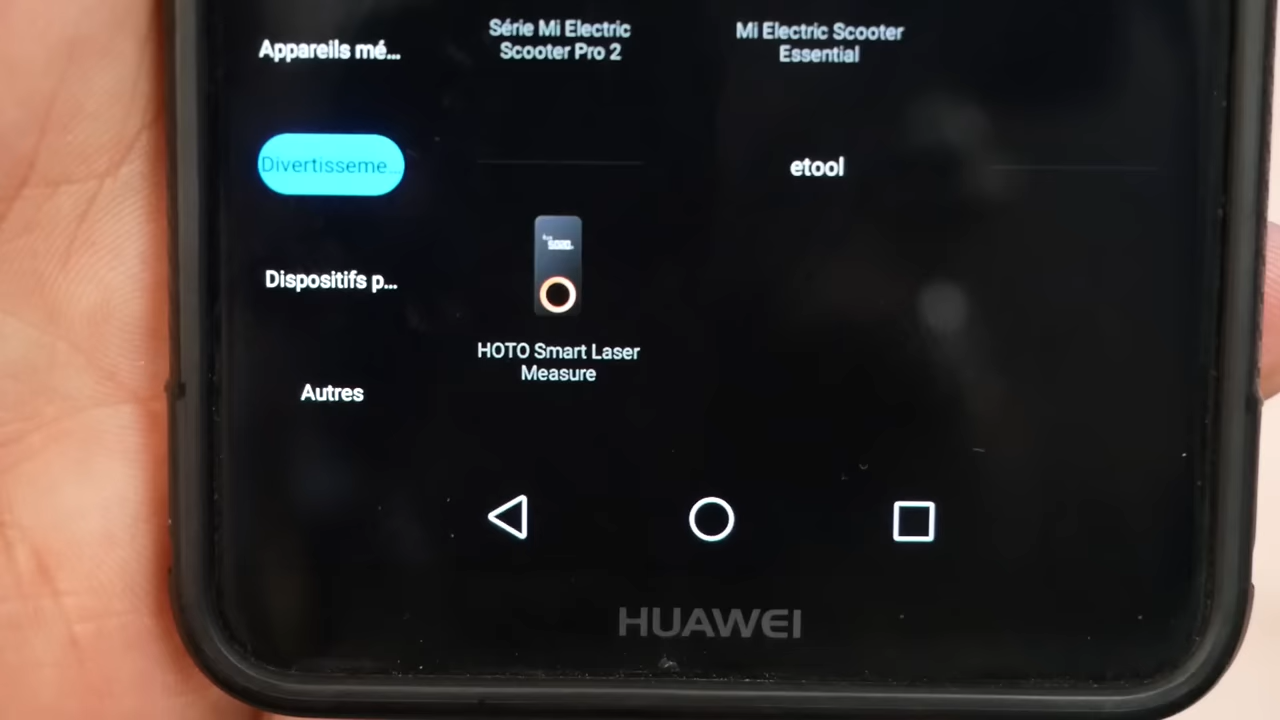 Appareils mé...
Divertisseme...
Dispositifs p...
Autres
Série Mi Electric
Scooter Pro 2
Mi Electric Scooter
Essential
etool
HOTO Smart Laser
Measure
HUAWEI